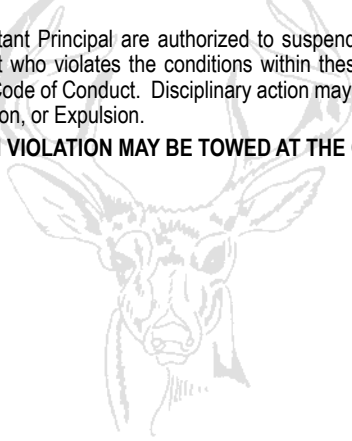 tant Principal are authorized to suspend
t who violates the conditions within thes
Code of Conduct. Disciplinary action may
on, or Expulsion.
VIOLATION MAY BE TOWED AT THE